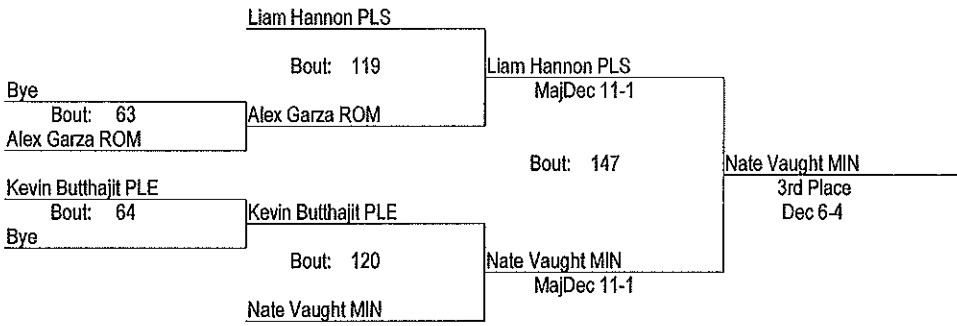 Liam Hannon PLS
Bout: 119
Liam Hannon PLS
MajDec 11-1
Bye
Bout: 63
Alex Garza ROM
Alex Garza ROM
Bout: 147
Nate Vaught MIN
3rd Place
Dec 6-4
Kevin Butthajit PLE
Bout: 64
Kevin Butthajit PLE
Bye
Bout: 120
Nate Vaught MIN
MajDec 11-1
Nate Vaught MIN